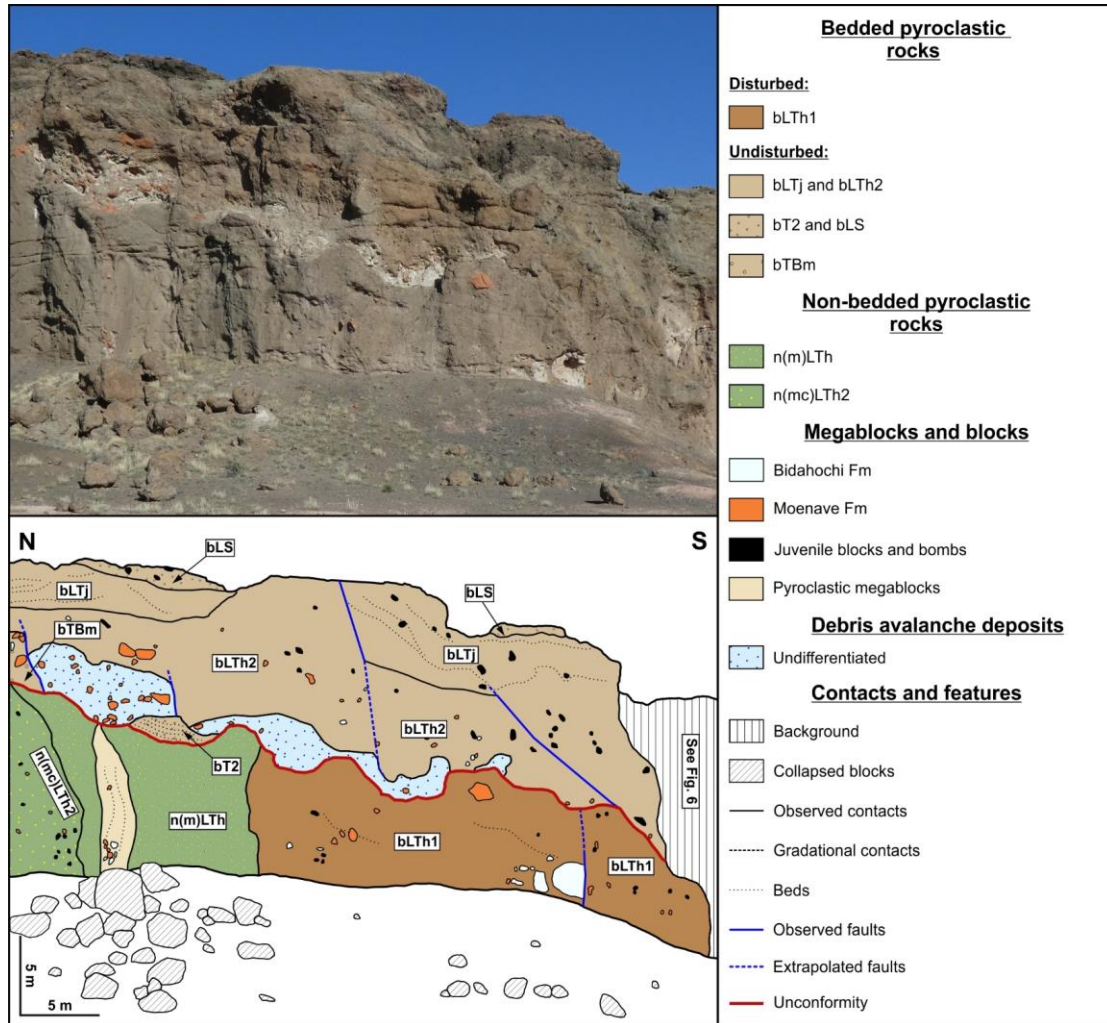 N
S
bLS
bLTj
bLS
bTBm
bLTj
bLTh2
bLTh2
bT2
n(mc)LTh2
n(m)LTh
bLTh1
bLTh1
See Fig. 6
5 m
5 m
Bedded pyroclastic
rocks
Disturbed:
bLTh1
Undisturbed:
bLTj and bLTh2
bT2 and bLS
bTBm
Non-bedded pyroclastic
rocks
n(m)LTh
n(mc)LTh2
Megablocks and blocks
Bidahochi Fm
Moenave Fm
Juvenile blocks and bombs
Pyroclastic megablocks
Debris avalanche deposits
Undifferentiated
Contacts and features
Background
Collapsed blocks
Observed contacts
Gradational contacts
Beds
Observed faults
Extrapolated faults
Unconformity